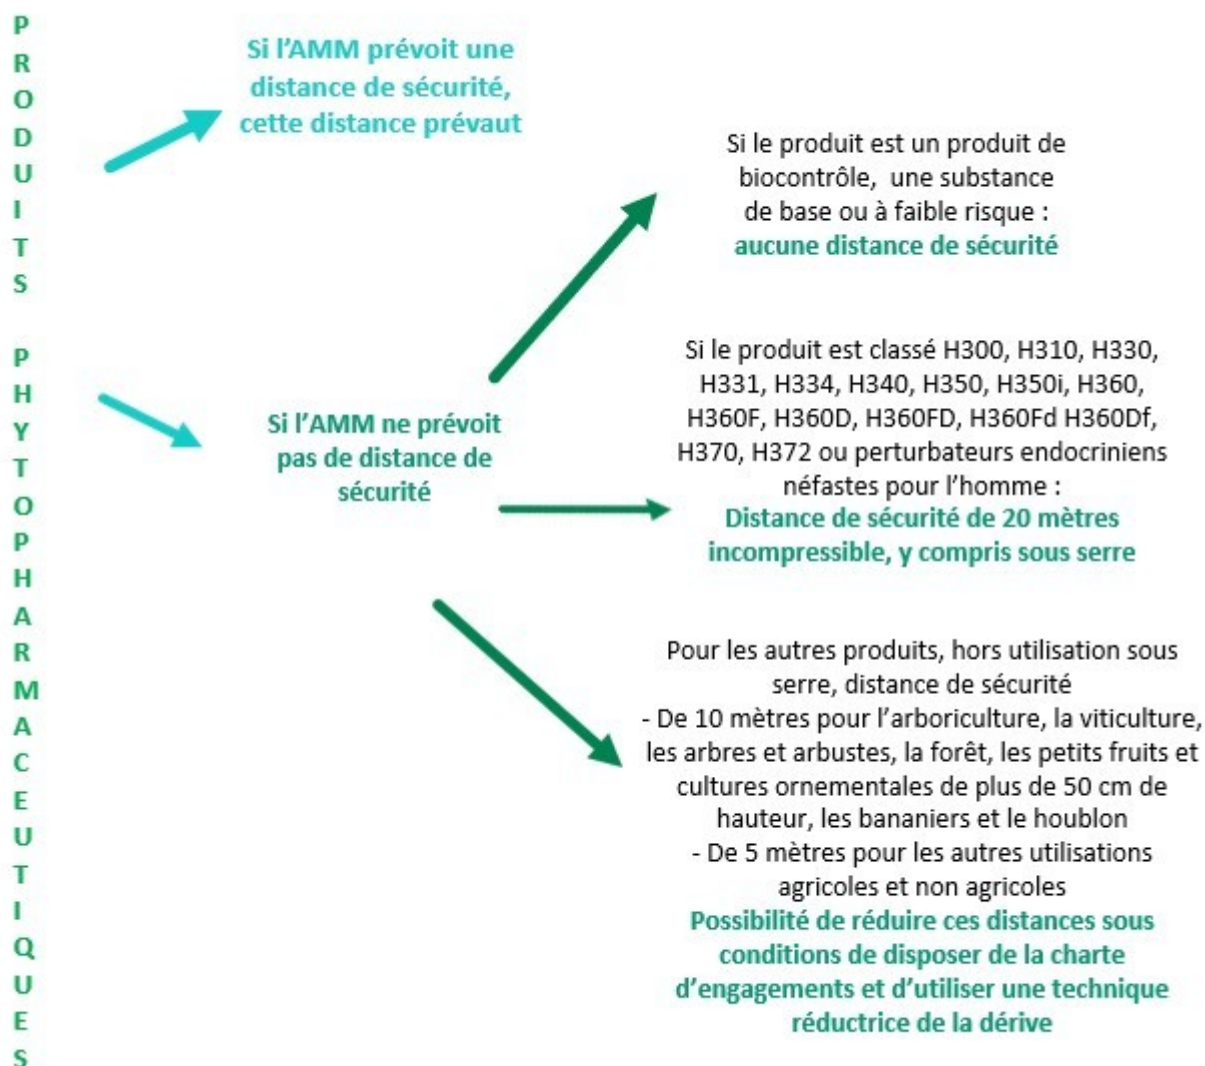 PRODUITS PHYTOPHARMACEUTIQUES
Si l'AMM prévoit une
distance de sécurité,
cette distance prévaut
Si l'AMM ne prévoit
pas de distance de
sécurité
Si le produit est un produit de
biocontrôle, une substance
de base ou à faible risque :
aucune distance de sécurité
Si le produit est classé H300, H310, H330,
H331, H334, H340, H350, H350i, H360,
H360F, H360D, H360FD, H360Fd H360Df,
H370, H372 ou perturbateurs endocriniens
néfastes pour l'homme :
Distance de sécurité de 20 mètres
incompressible, y compris sous serre
Pour les autres produits, hors utilisation sous
serre, distance de sécurité
- De 10 mètres pour l'arboriculture, la viticulture,
les arbres et arbustes, la forêt, les petits fruits et
cultures ornementales de plus de 50 cm de
hauteur, les bananiers et le houblon
- De 5 mètres pour les autres utilisations
agricoles et non agricoles
Possibilité de réduire ces distances sous
conditions de disposer de la charte
d'engagements et d'utiliser une technique
réductrice de la dérive